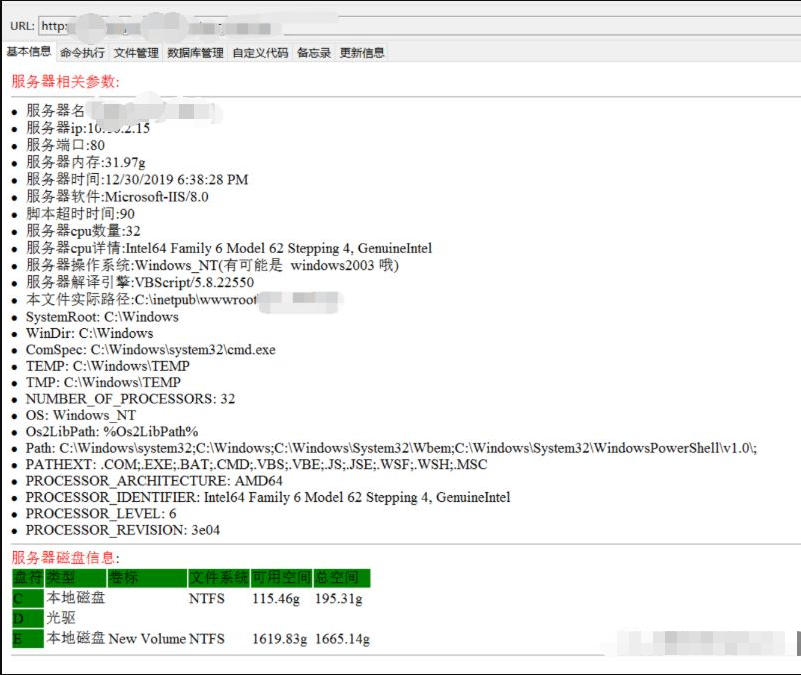 URL: http:
基本信息 命令执行 文件管理 数据库管理 自定义代码 备忘录 更新信息
服务器相关参数:
服务器名
服务器ip:10. .2.15
服务端口:80
服务器内存:31.97g
服务器时间:12/30/2019 6:38:28 PM
服务器软件:Microsoft-IIS/8.0
脚本超时时间:90
服务器cpu数量:32
服务器cpu详情:Intel64 Family 6 Model 62 Stepping 4, GenuineIntel
服务器操作系统:Windows_NT(有可能是 windows2003 哦)
服务器解译引擎:VBScript/5.8.22550
本文件实际路径:C:\inetpub\wwwroot\
SystemRoot: C:\Windows
WinDir: C:\Windows
ComSpec: C:\Windows\system32\cmd.exe
TEMP: C:\Windows\TEMP
TMP: C:\Windows\TEMP
NUMBER_OF_PROCESSORS: 32
OS: Windows_NT
Os2LibPath: %Os2LibPath%
Path: C:\Windows\system32;C:\Windows;C:\Windows\System32\Wbem;C:\Windows\System32\WindowsPowerShell\v1.0\;
PATHEXT: .COM;.EXE;.BAT;.CMD;.VBS;.VBE;.JS;.JSE;.WSF;.WSH;.MSC
PROCESSOR_ARCHITECTURE: AMD64
PROCESSOR_IDENTIFIER: Intel64 Family 6 Model 62 Stepping 4, GenuineIntel
PROCESSOR_LEVEL: 6
PROCESSOR_REVISION: 3e04
服务器磁盘信息:
盘符 类型 卷标 文件系统 可用空间 总空间
C 本地磁盘 NTFS 115.46g 195.31g
D 光驱
E 本地磁盘 New Volume NTFS 1619.83g 1665.14g